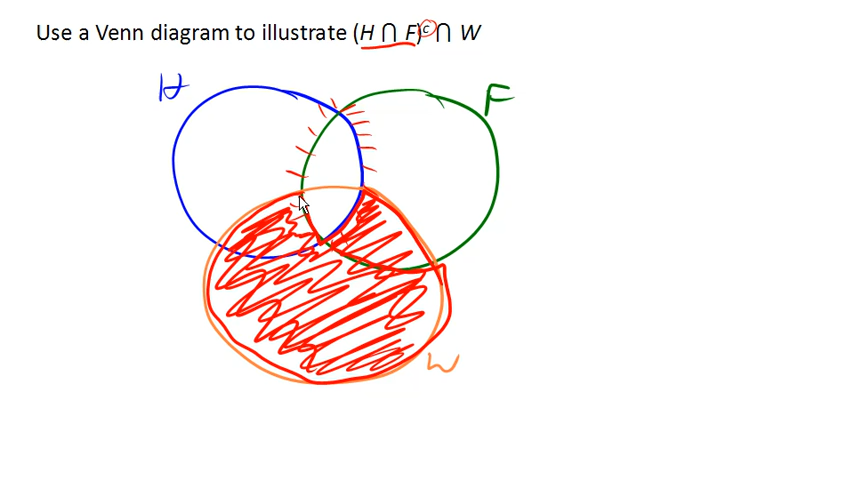 Use a Venn diagram to illustrate (H ⋂ F)ᶜ ⋂ W
H
F
W